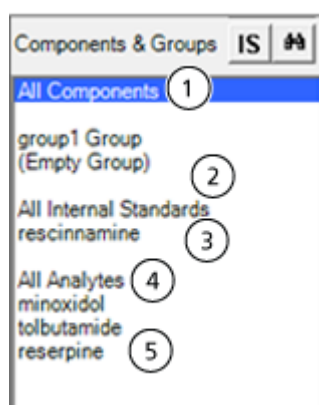 Components & Groups IS
All Components 1
group1 Group
(Empty Group)
2
All Internal Standards
rescinnamine 3
All Analytes 4
minoxidol
tolbutamide
reserpine 5